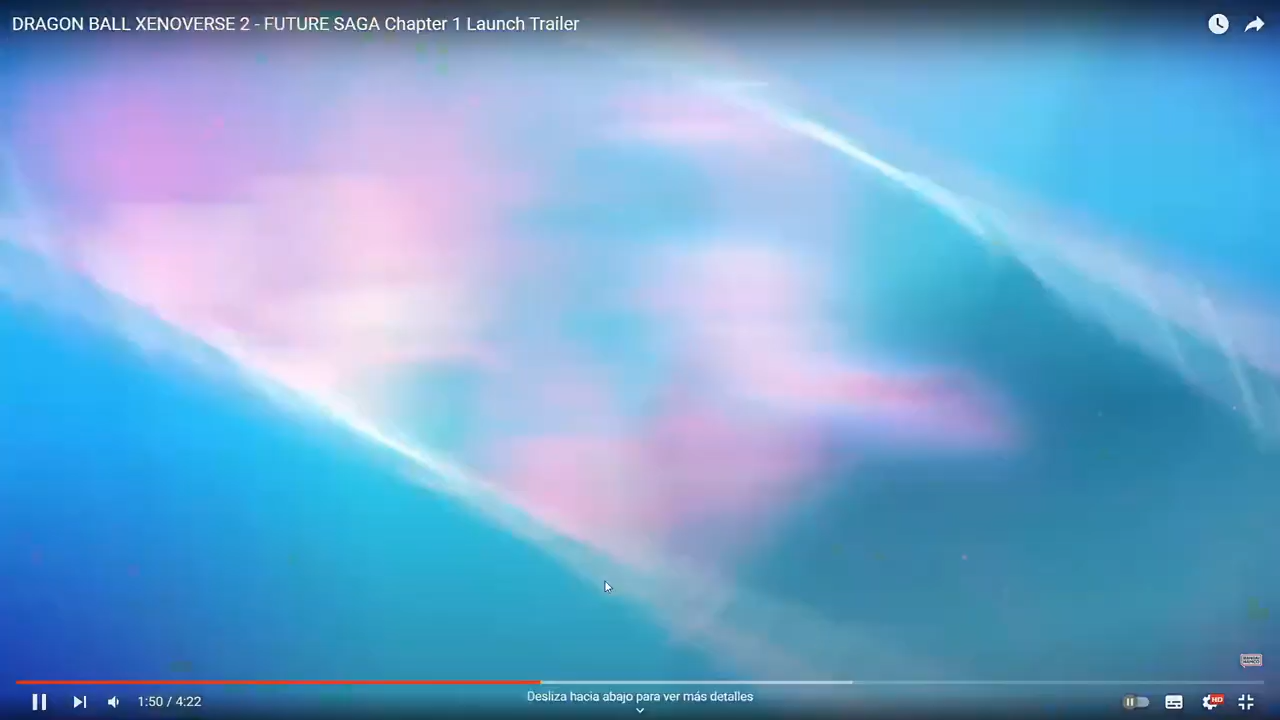 DRAGON BALL XENOVERSE 2 - FUTURE SAGA Chapter 1 Launch Trailer
1:50 / 4:22
Desliza hacia abajo para ver más detalles
HD